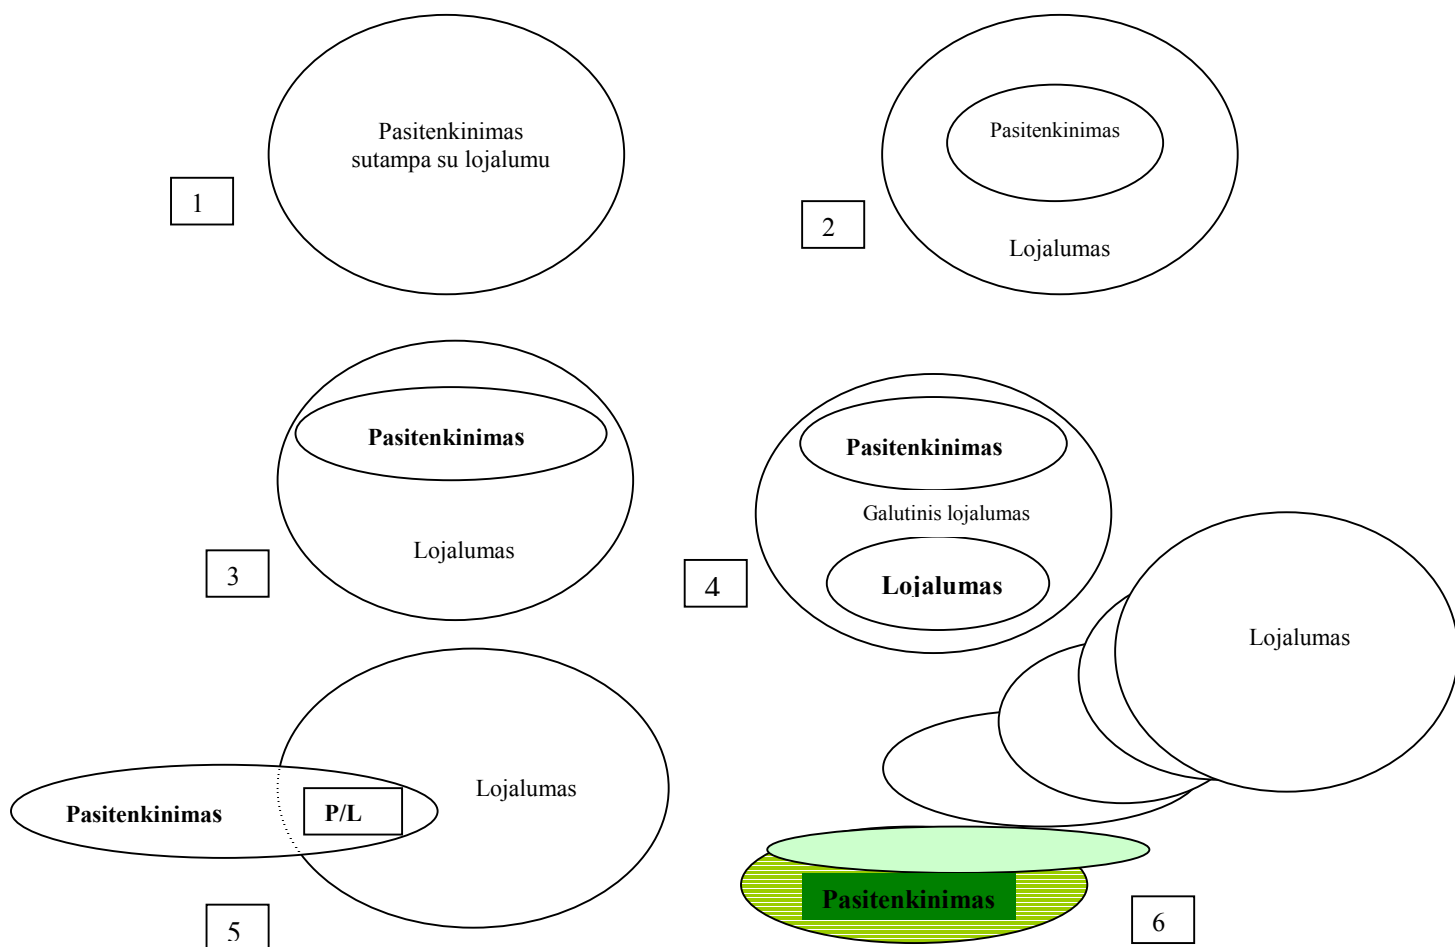 Pasitenkinimas
sutampa su lojalumu
1
Pasitenkinimas
Lojalumas
2
Pasitenkinimas
Lojalumas
3
Pasitenkinimas
Galutinis lojalumas
Lojalumas
4
Pasitenkinimas
P/L
Lojalumas
5
Lojalumas
Pasitenkinimas
6